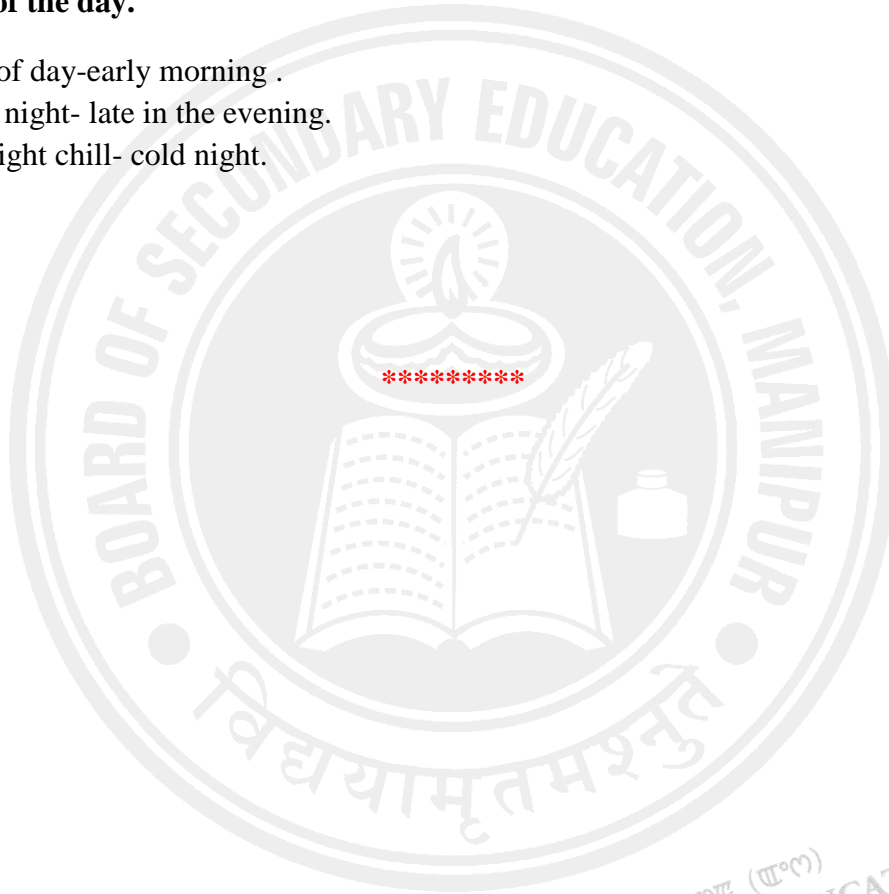 of the day.
of day-early morning .
night- late in the evening.
ight chill- cold night.
BOARD OF SECONDARY EDUCATION, MANIPUR
*********
विद्ययामृतमश्नुते